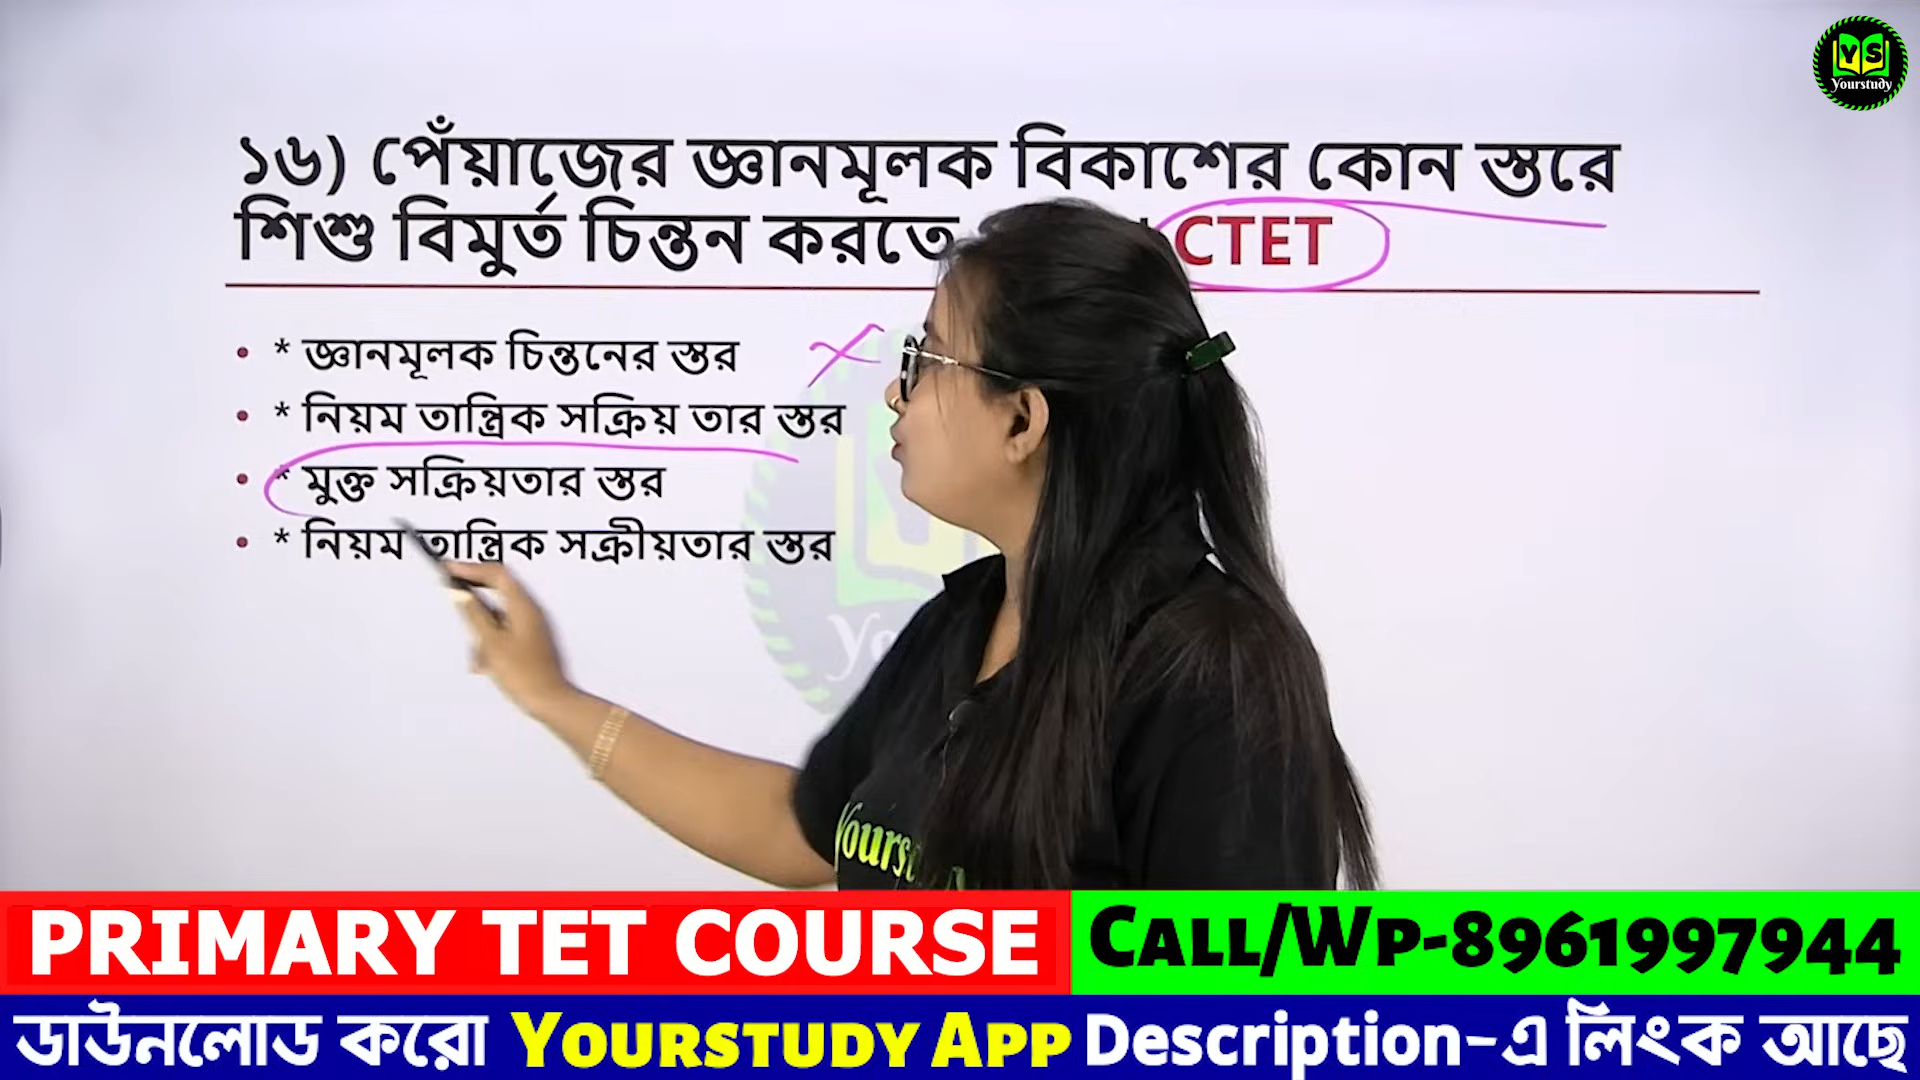 YS
Yourstudy
১৬) পেঁয়াজের জ্ঞানমূলক বিকাশের কোন স্তরে
শিশু বিমুর্ত চিন্তন করতে CTET
* জ্ঞানমূলক চিন্তনের স্তর
* নিয়ম তান্ত্রিক সক্রিয় তার স্তর
* মুক্ত সক্রিয়তার স্তর
* নিয়ম তান্ত্রিক সক্রীয়তার স্তর
PRIMARY TET COURSE
CALL/WP-8961997944
ডাউনলোড করো YOURSTUDY APP Description-এ লিংক আছে